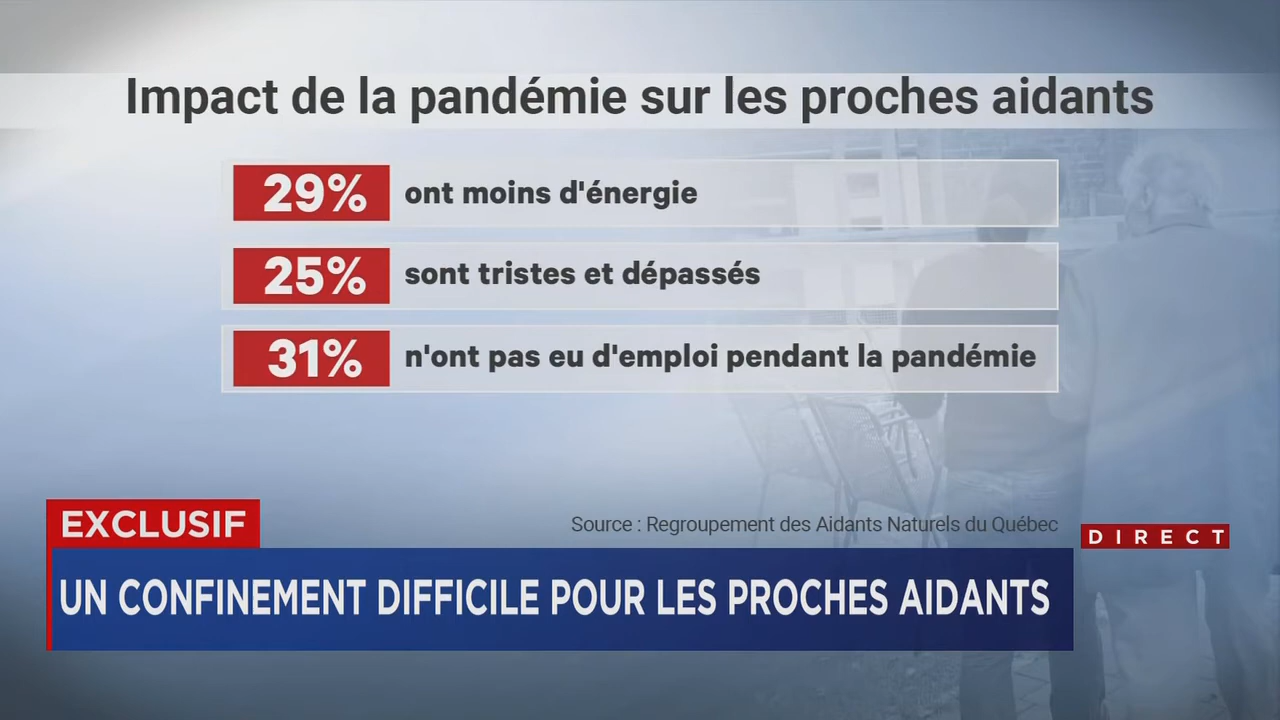 Impact de la pandémie sur les proches aidants
29% ont moins d'énergie
25% sont tristes et dépassés
31% n'ont pas eu d'emploi pendant la pandémie
EXCLUSIF
Source : Regroupement des Aidants Naturels du Québec
DIRECT
UN CONFINEMENT DIFFICILE POUR LES PROCHES AIDANTS